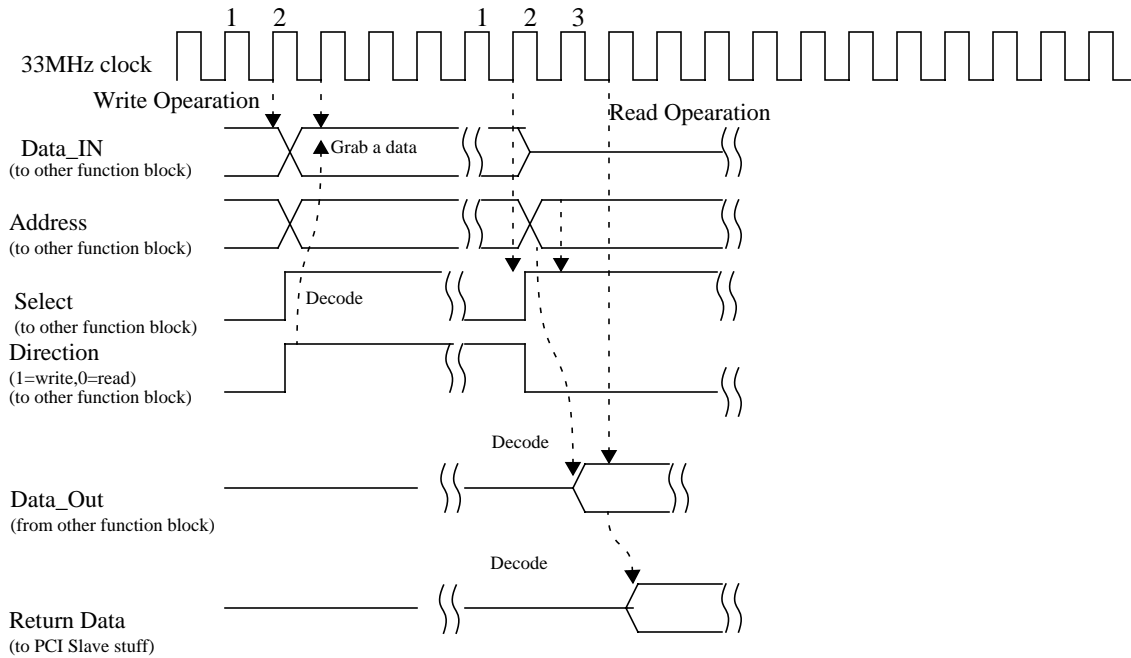 1 2 1 2 3
33MHz clock
Write Opearation
Read Opearation
Data_IN
(to other function block)
Grab a data
Address
(to other function block)
Select
(to other function block)
Decode
Direction
(1=write,0=read)
(to other function block)
Decode
Data_Out
(from other function block)
Decode
Return Data
(to PCI Slave stuff)